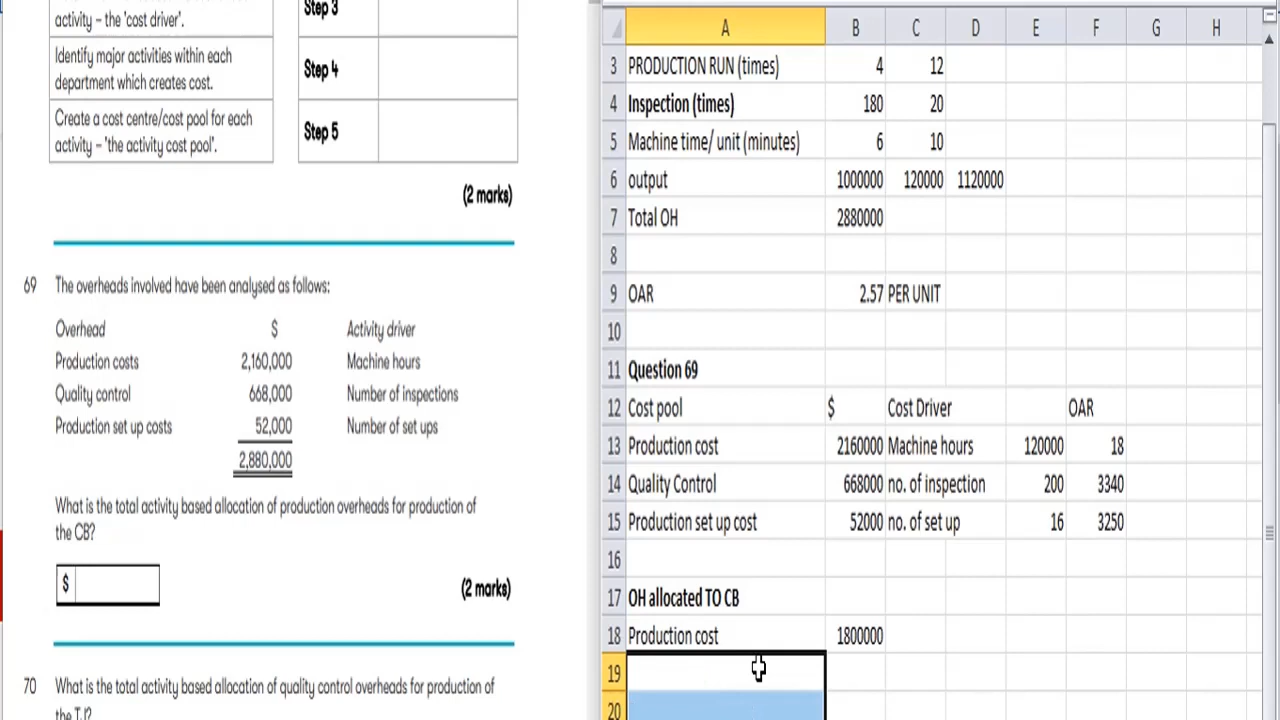 activity – the 'cost driver'.
Step 3
Identify major activities within each
department which creates cost.
Step 4
Create a cost centre/cost pool for each
activity – 'the activity cost pool'.
Step 5
(2 marks)
69 The overheads involved have been analysed as follows:
Overhead $ Activity driver
Production costs 2,160,000 Machine hours
Quality control 668,000 Number of inspections
Production set up costs 52,000 Number of set ups
2,880,000
What is the total activity based allocation of production overheads for production of
the CB?
$
(2 marks)
70 What is the total activity based allocation of quality control overheads for production of
the TJ?
A B C D E F G H
3 PRODUCTION RUN (times) 4 12
4 Inspection (times) 180 20
5 Machine time/ unit (minutes) 6 10
6 output 1000000 120000 1120000
7 Total OH 2880000
8
9 OAR 2.57 PER UNIT
10
11 Question 69
12 Cost pool $ Cost Driver OAR
13 Production cost 2160000 Machine hours 120000 18
14 Quality Control 668000 no. of inspection 200 3340
15 Production set up cost 52000 no. of set up 16 3250
16
17 OH allocated TO CB
18 Production cost 1800000
19
20